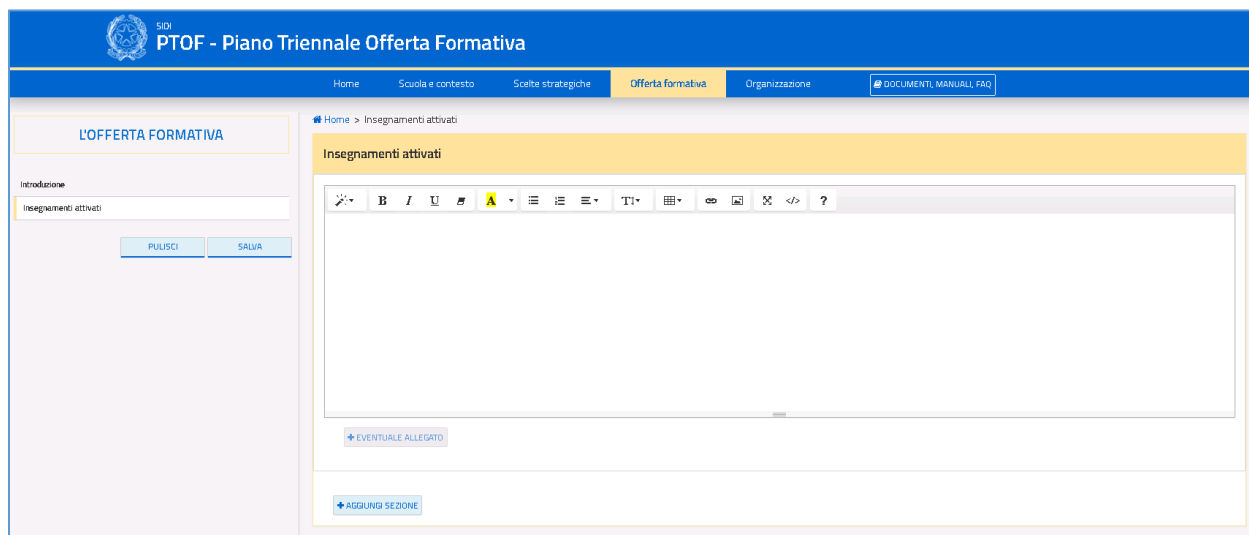 SIDI
PTOF - Piano Triennale Offerta Formativa
Home Scuola e contesto Scelte strategiche Offerta formativa Organizzazione DOCUMENTI, MANUALI, FAQ
L'OFFERTA FORMATIVA
Introduzione
Insegnamenti attivati
PULISCI SALVA
Home > Insegnamenti attivati
Insegnamenti attivati
B I U A T </> ?
+ EVENTUALE ALLEGATO
+ AGGIUNGI SEZIONE